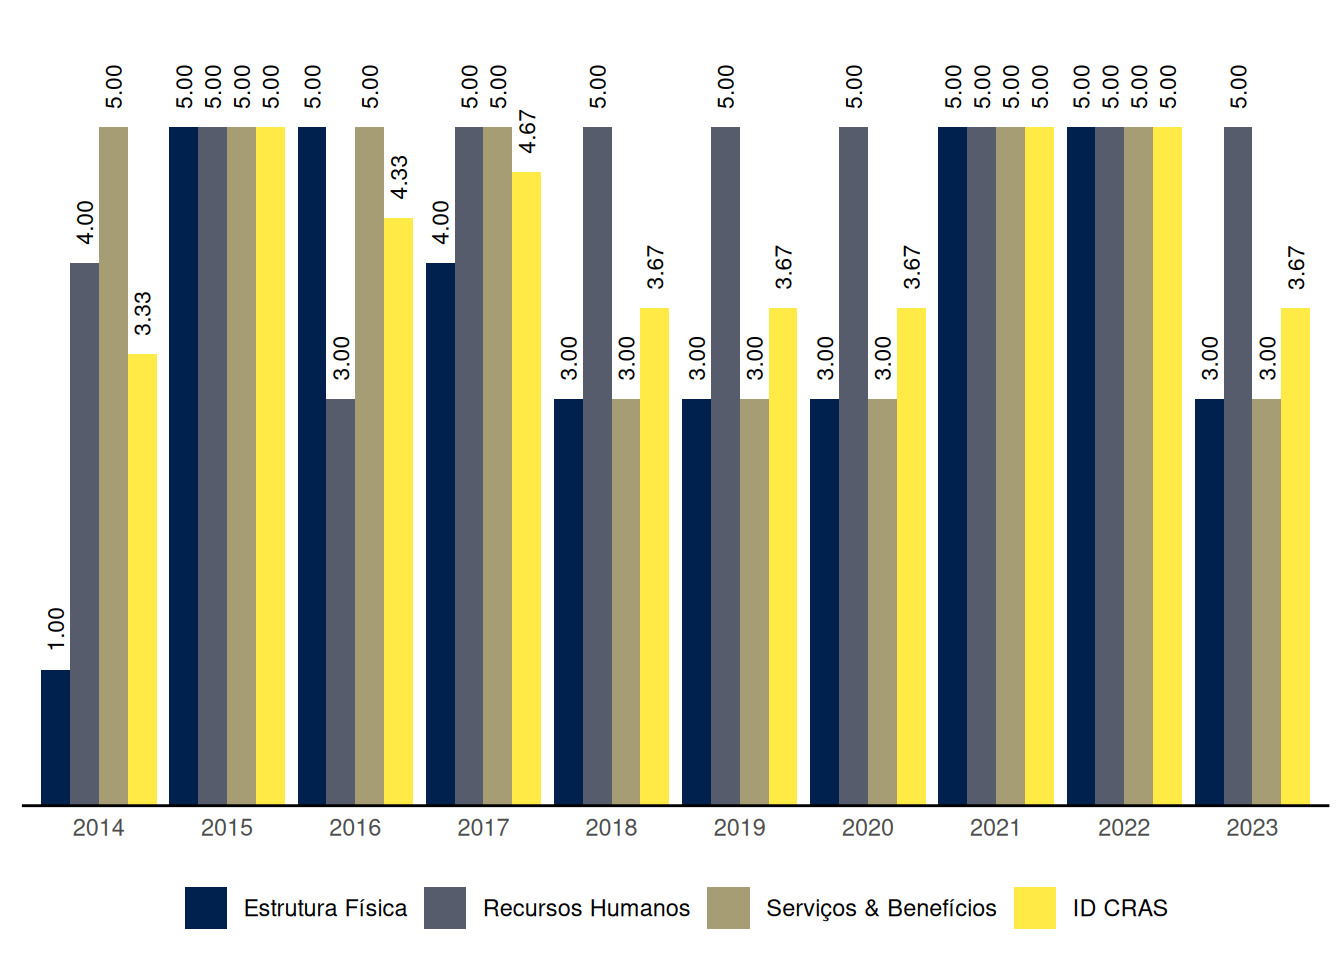 1.00 4.00 5.00 3.33 5.00 5.00 5.00 5.00 5.00 3.00 5.00 4.33 4.00 5.00 5.00 4.67 3.00 5.00 3.00 3.67 3.00 5.00 3.00 3.67 3.00 5.00 3.00 3.67 5.00 5.00 5.00 5.00 5.00 5.00 5.00 5.00 3.00 5.00 3.00 3.67
2014 2015 2016 2017 2018 2019 2020 2021 2022 2023
Estrutura Física Recursos Humanos Serviços & Benefícios ID CRAS